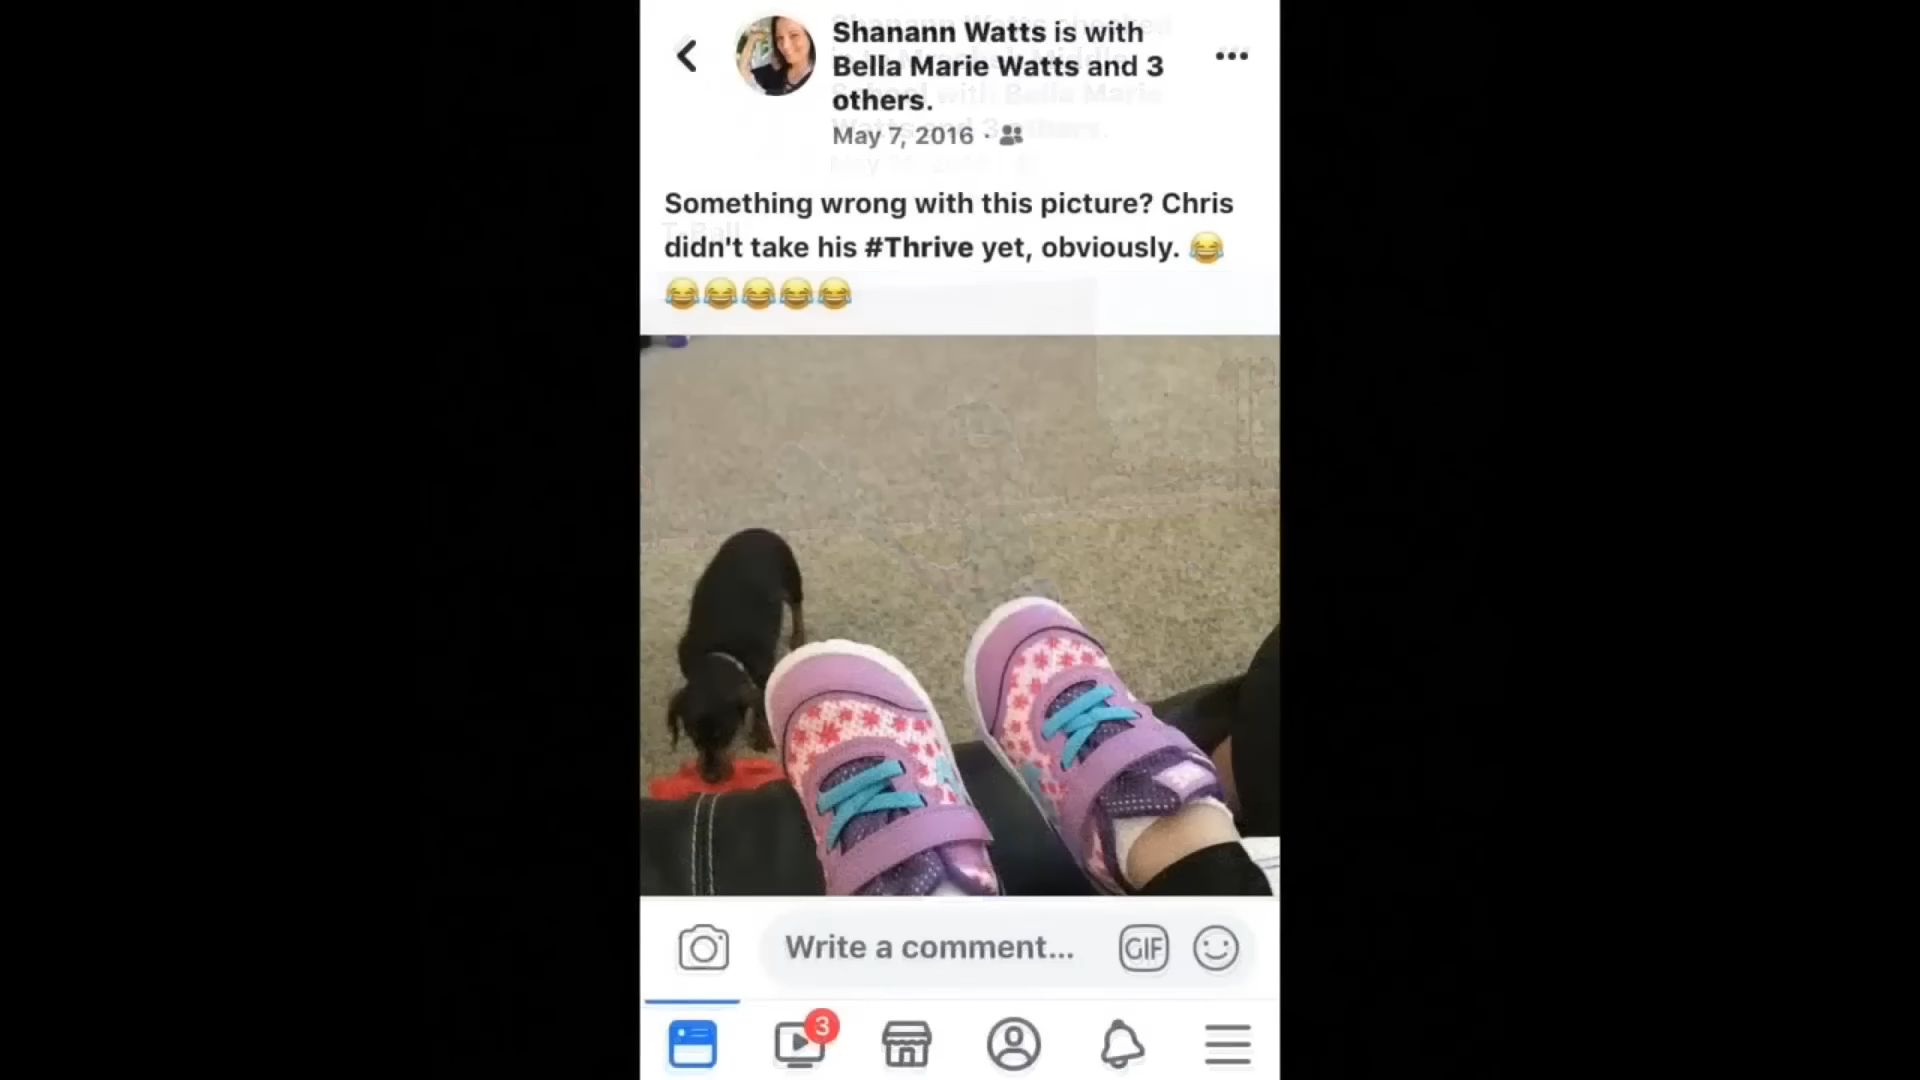 Shanann Watts is with
Bella Marie Watts and 3
others.
May 7, 2016 ·
Something wrong with this picture? Chris
didn't take his #Thrive yet, obviously. 😂
😂😂😂😂😂
Write a comment...
GIF
3